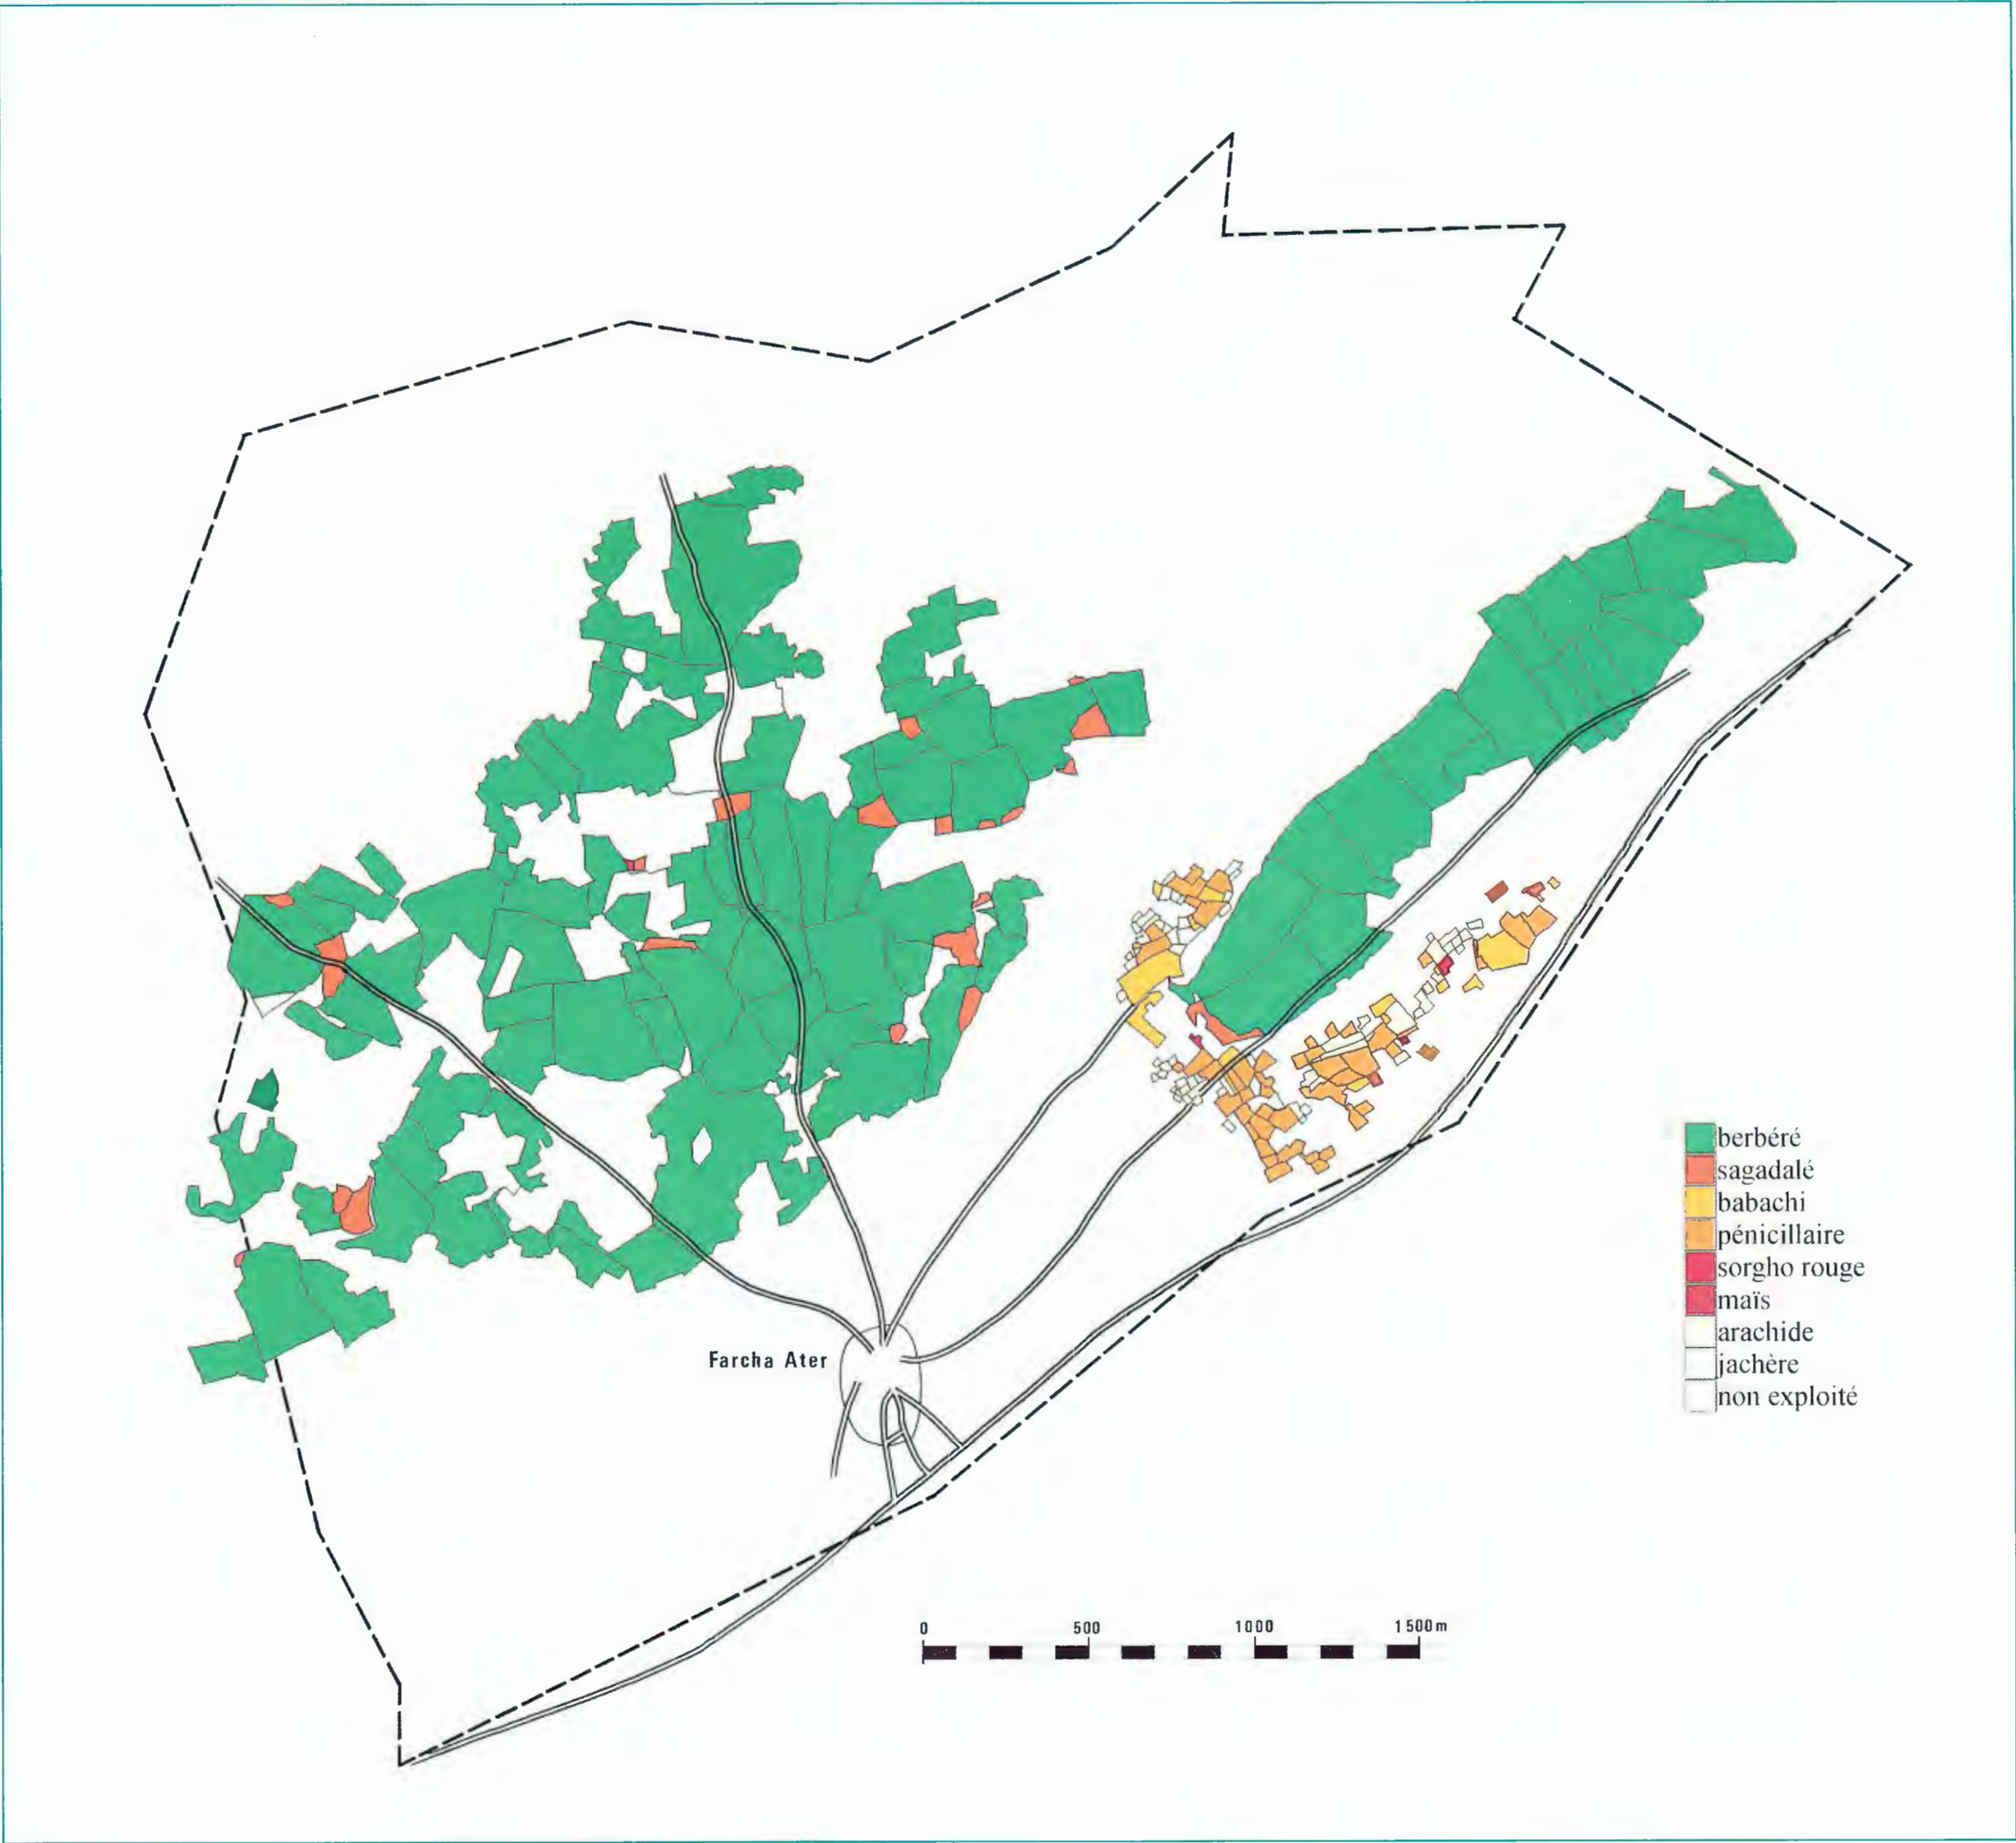 berbéré
sagadalé
babachi
pénicillaire
sorgho rouge
maïs
arachide
jachère
non exploité
Farcha Ater
0 500 1000 1500m